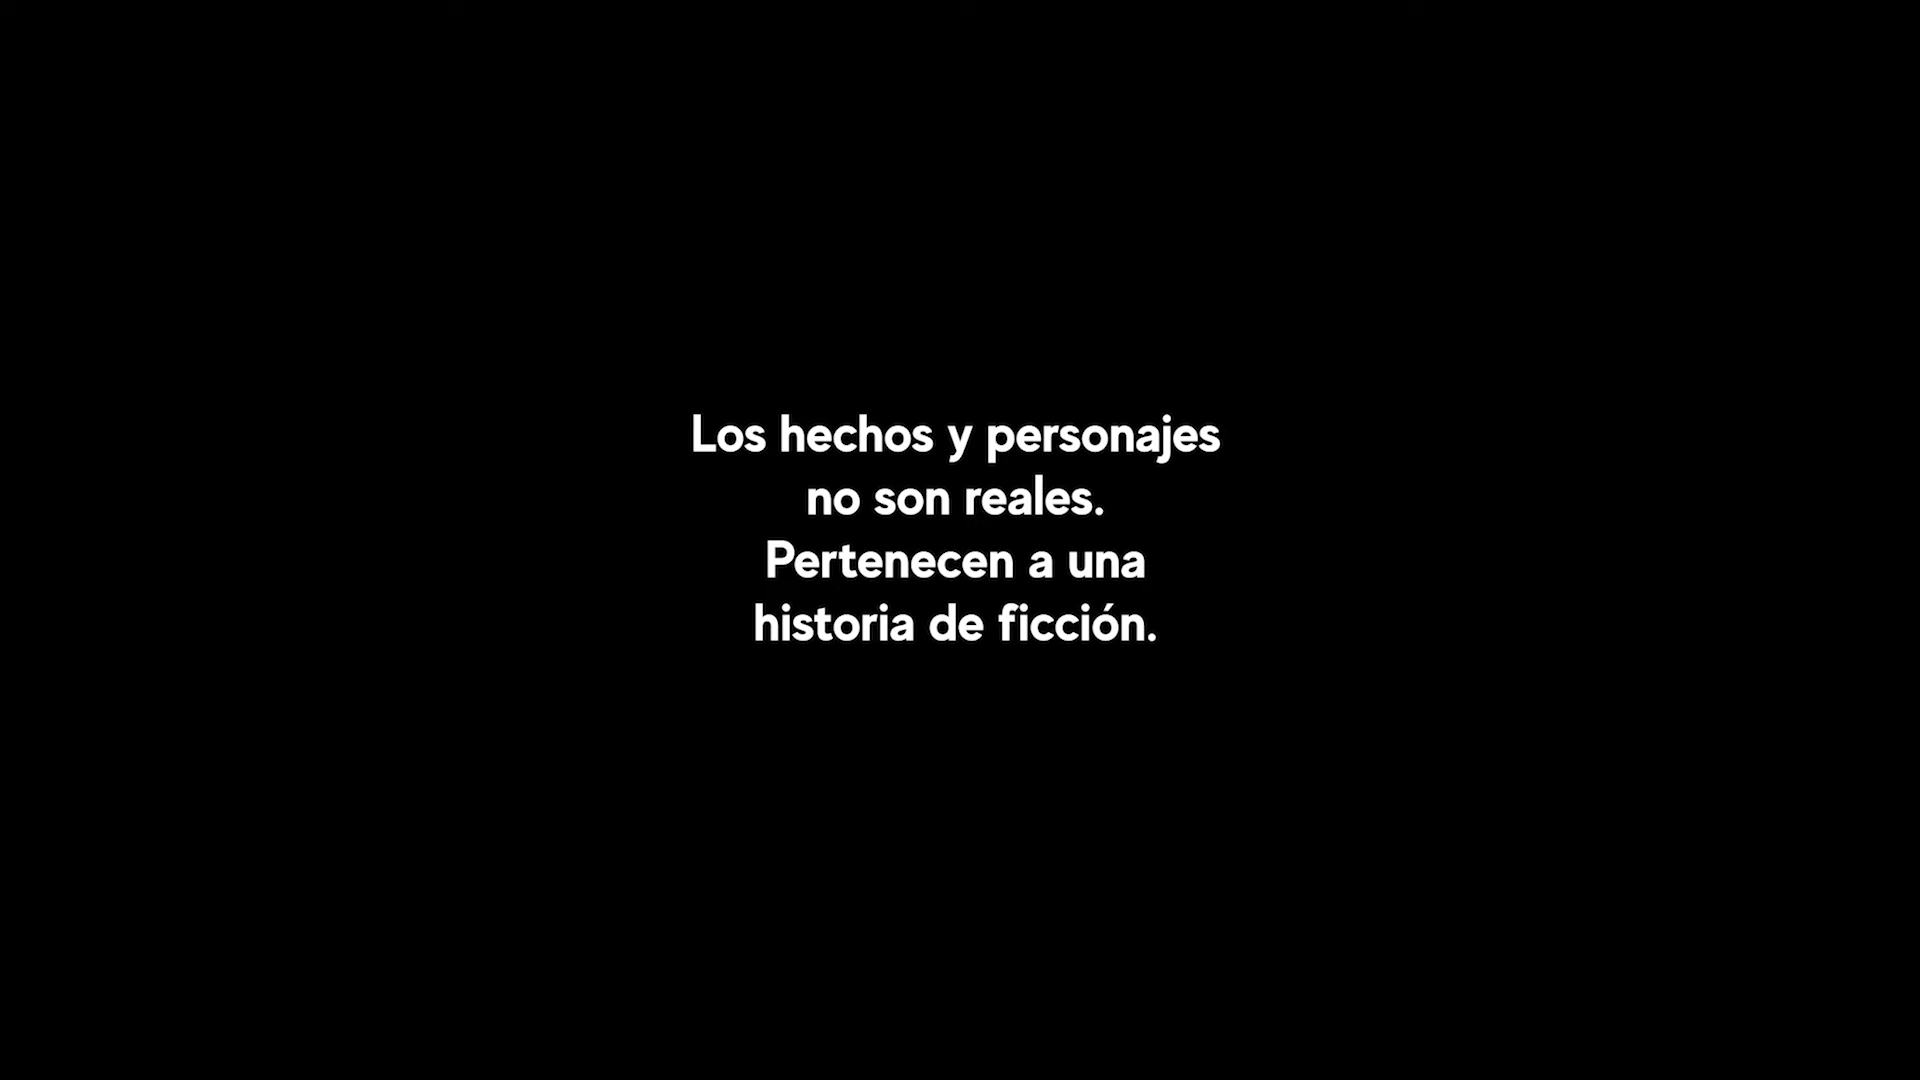 Los hechos y personajes
no son reales.
Pertenecen a una
historia de ficción.